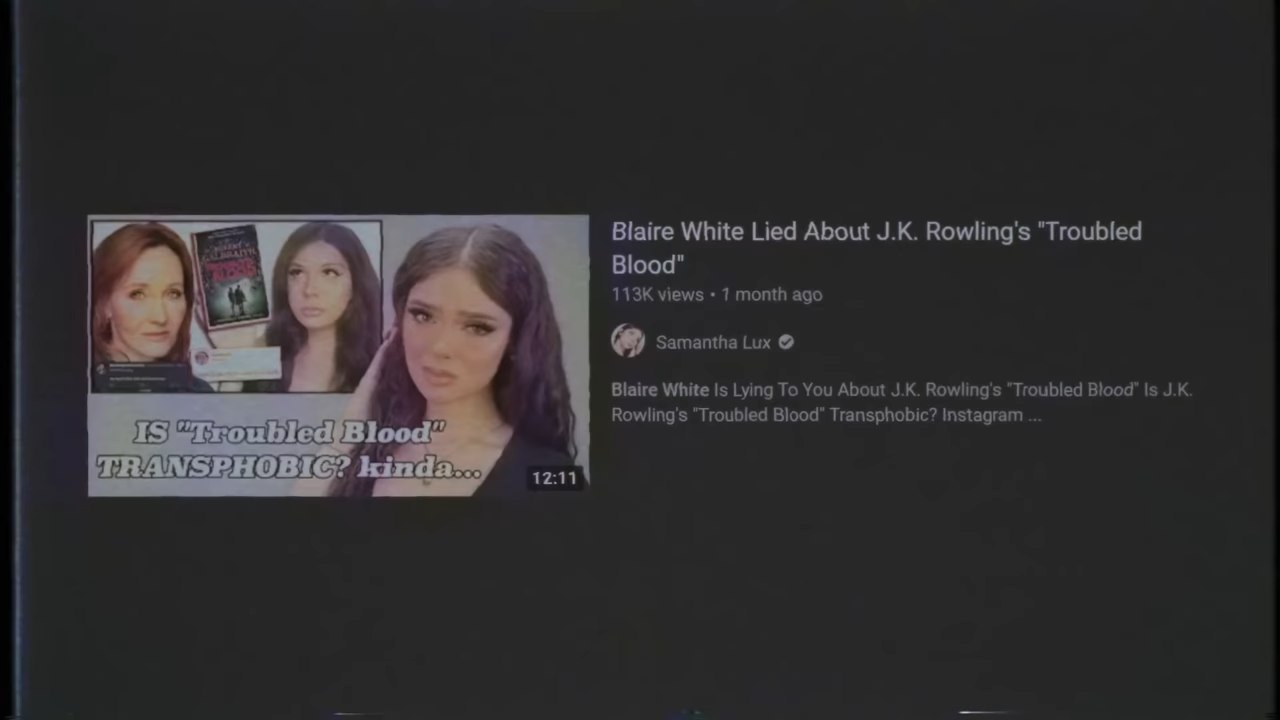 Blaire White Lied About J.K. Rowling's "Troubled
Blood"
113K views • 1 month ago
Samantha Lux
Blaire White Is Lying To You About J.K. Rowling's "Troubled Blood" Is J.K.
Rowling's "Troubled Blood" Transphobic? Instagram ...
IS "Troubled Blood"
TRANSPHOBIC? kinda...
12:11